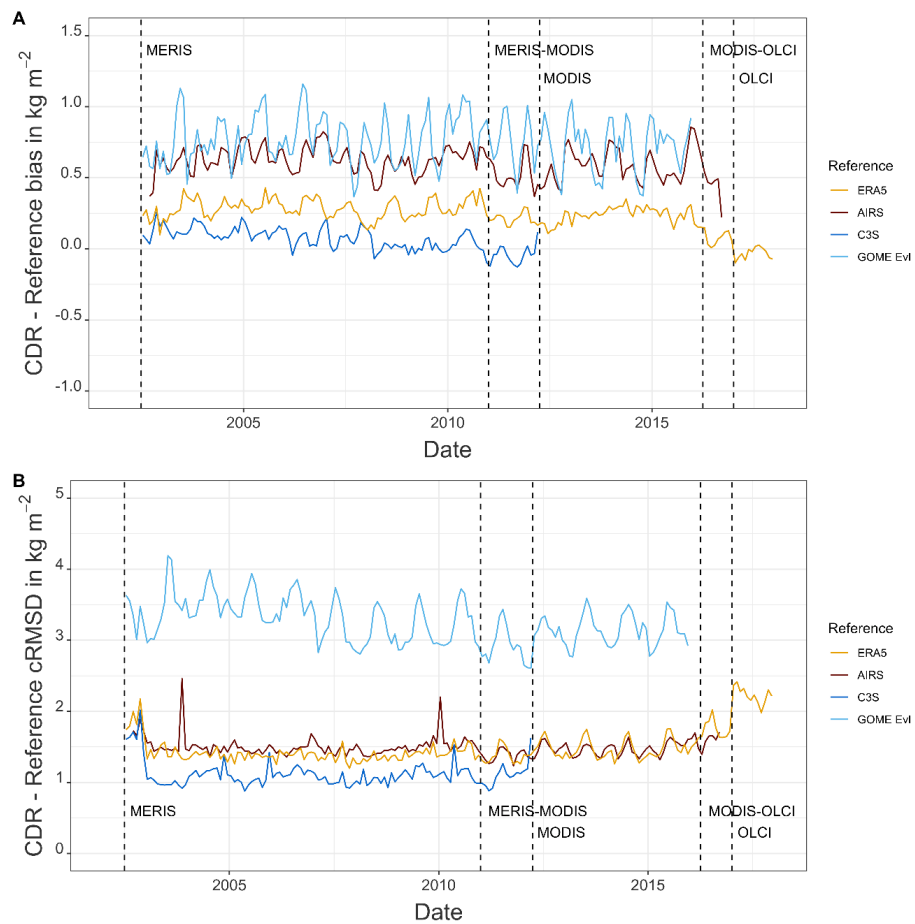 A
CDR - Reference bias in kg m⁻²
1.5
1.0
0.5
0.0
-0.5
-1.0
MERIS
MERIS-MODIS
MODIS
MODIS-OLCI
OLCI
2005
2010
2015
Date
Reference
ERA5
AIRS
C3S
GOME Evl
B
CDR - Reference cRMSD in kg m⁻²
5
4
3
2
1
0
MERIS
MERIS-MODIS
MODIS
MODIS-OLCI
OLCI
2005
2010
2015
Date
Reference
ERA5
AIRS
C3S
GOME Evl